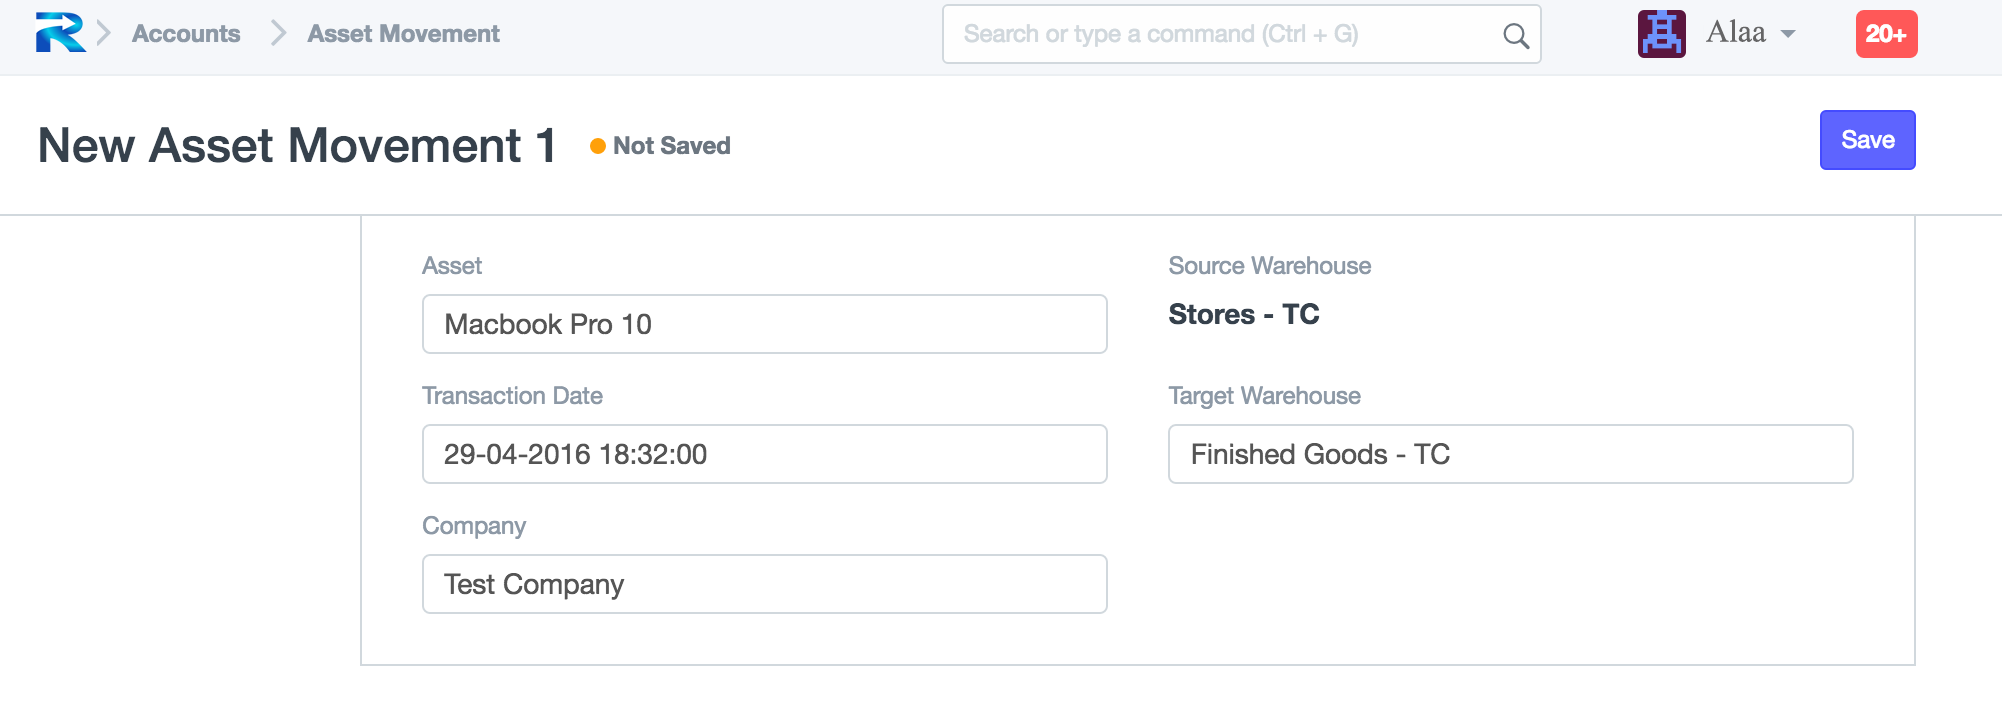 Accounts Asset Movement Search or type a command (Ctrl + G) Alaa 20+
New Asset Movement 1 Not Saved Save
Asset Source Warehouse
Macbook Pro 10 Stores - TC
Transaction Date Target Warehouse
29-04-2016 18:32:00 Finished Goods - TC
Company
Test Company